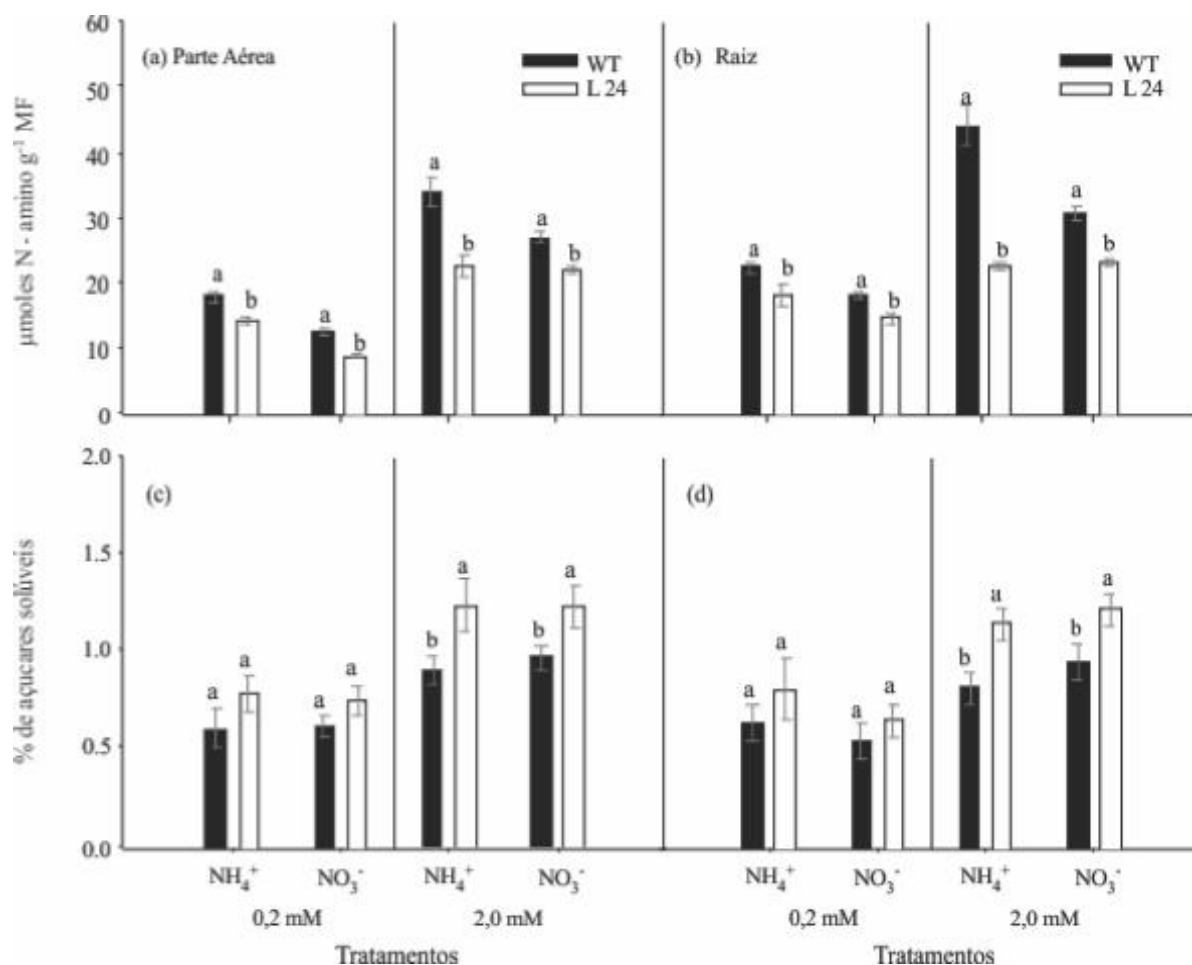 60
50
40
30
20
10
0
μmoles N - amino g⁻¹ MF
(a) Parte Aérea
WT
L 24
a
b
a
b
a
b
a
b
(b) Raiz
WT
L 24
a
b
a
b
a
b
a
b
2.0
1.5
1.0
0.5
0.0
% de açucares solúvéis
(c)
a
a
a
a
b
a
b
a
(d)
a
a
a
a
b
a
b
a
NH₄⁺ NO₃⁻ NH₄⁺ NO₃⁻ NH₄⁺ NO₃⁻ NH₄⁺ NO₃⁻
0,2 mM 2,0 mM 0,2 mM 2,0 mM
Tratamentos Tratamentos